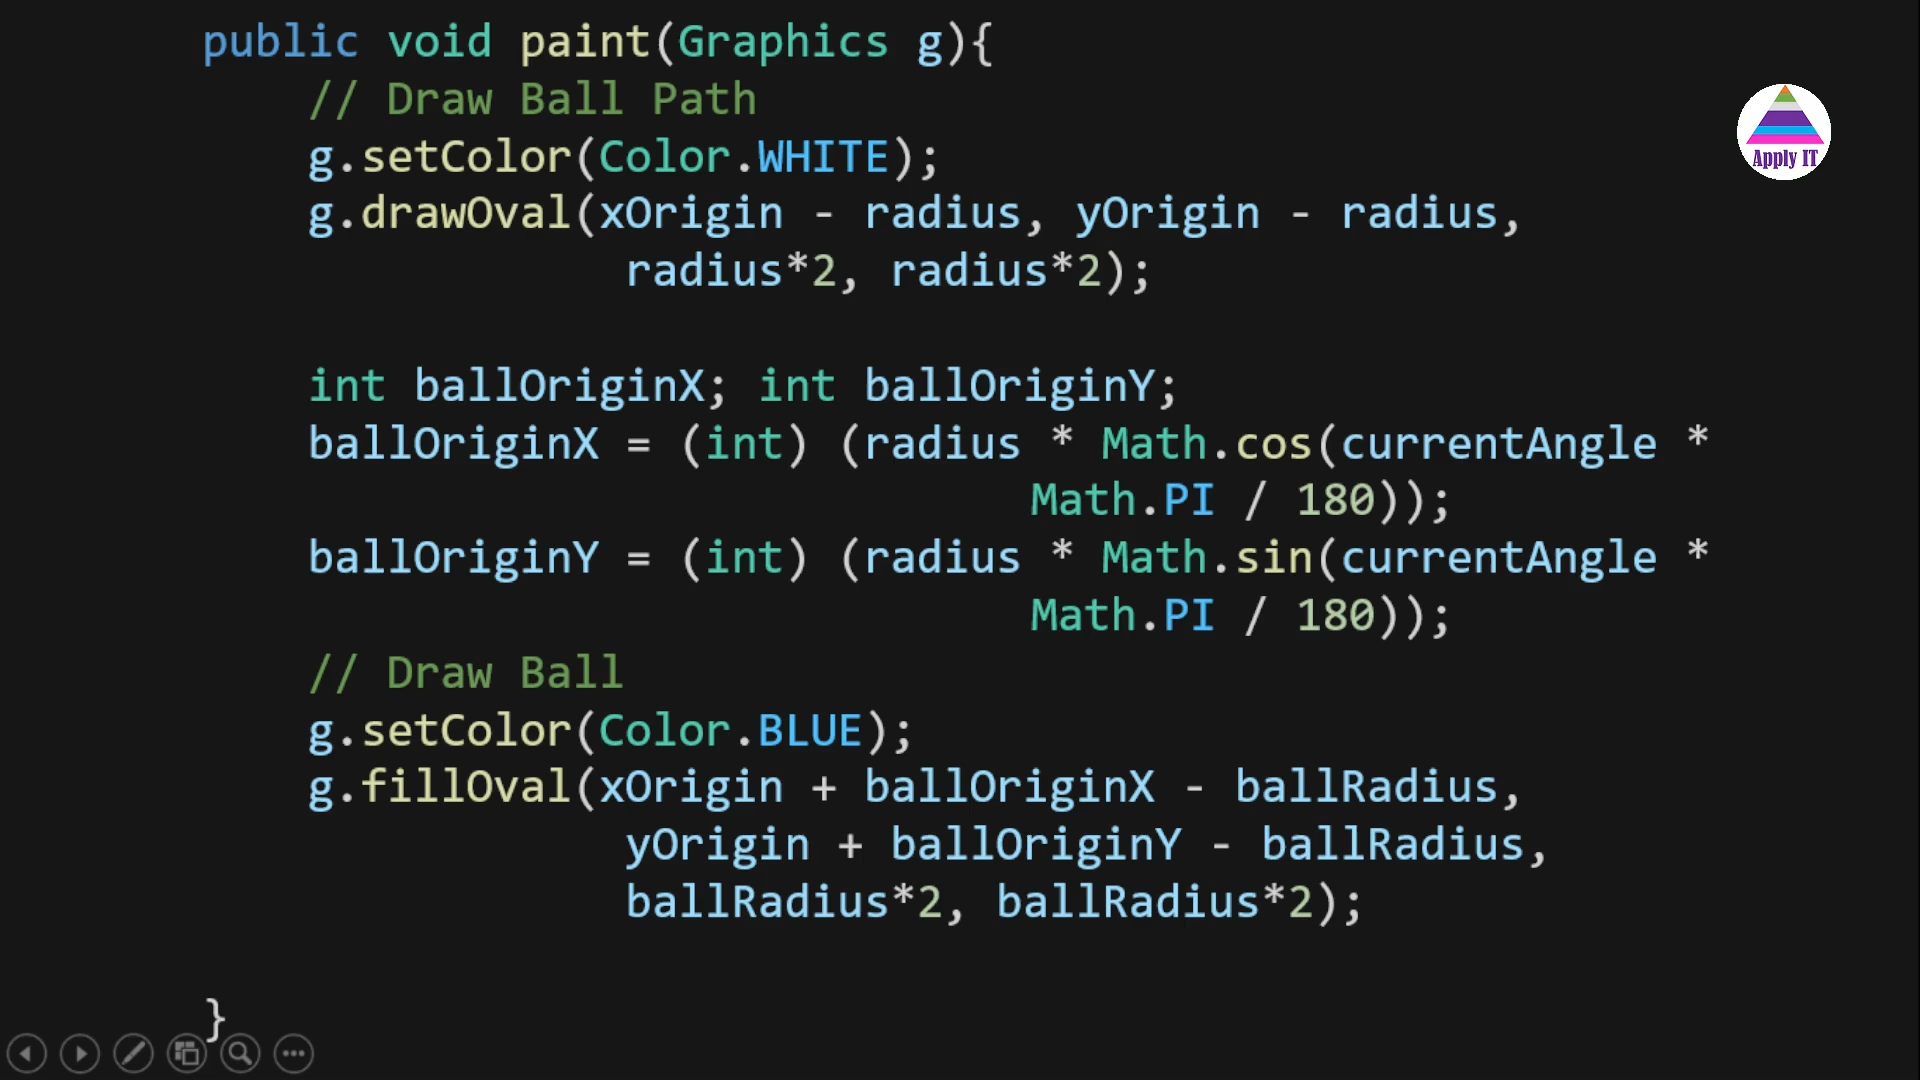 public void paint(Graphics g){
// Draw Ball Path
g.setColor(Color.WHITE);
g.drawOval(xOrigin - radius, yOrigin - radius,
radius*2, radius*2);
int ballOriginX; int ballOriginY;
ballOriginX = (int) (radius * Math.cos(currentAngle *
Math.PI / 180));
ballOriginY = (int) (radius * Math.sin(currentAngle *
Math.PI / 180));
// Draw Ball
g.setColor(Color.BLUE);
g.fillOval(xOrigin + ballOriginX - ballRadius,
yOrigin + ballOriginY - ballRadius,
ballRadius*2, ballRadius*2);
}
Apply IT